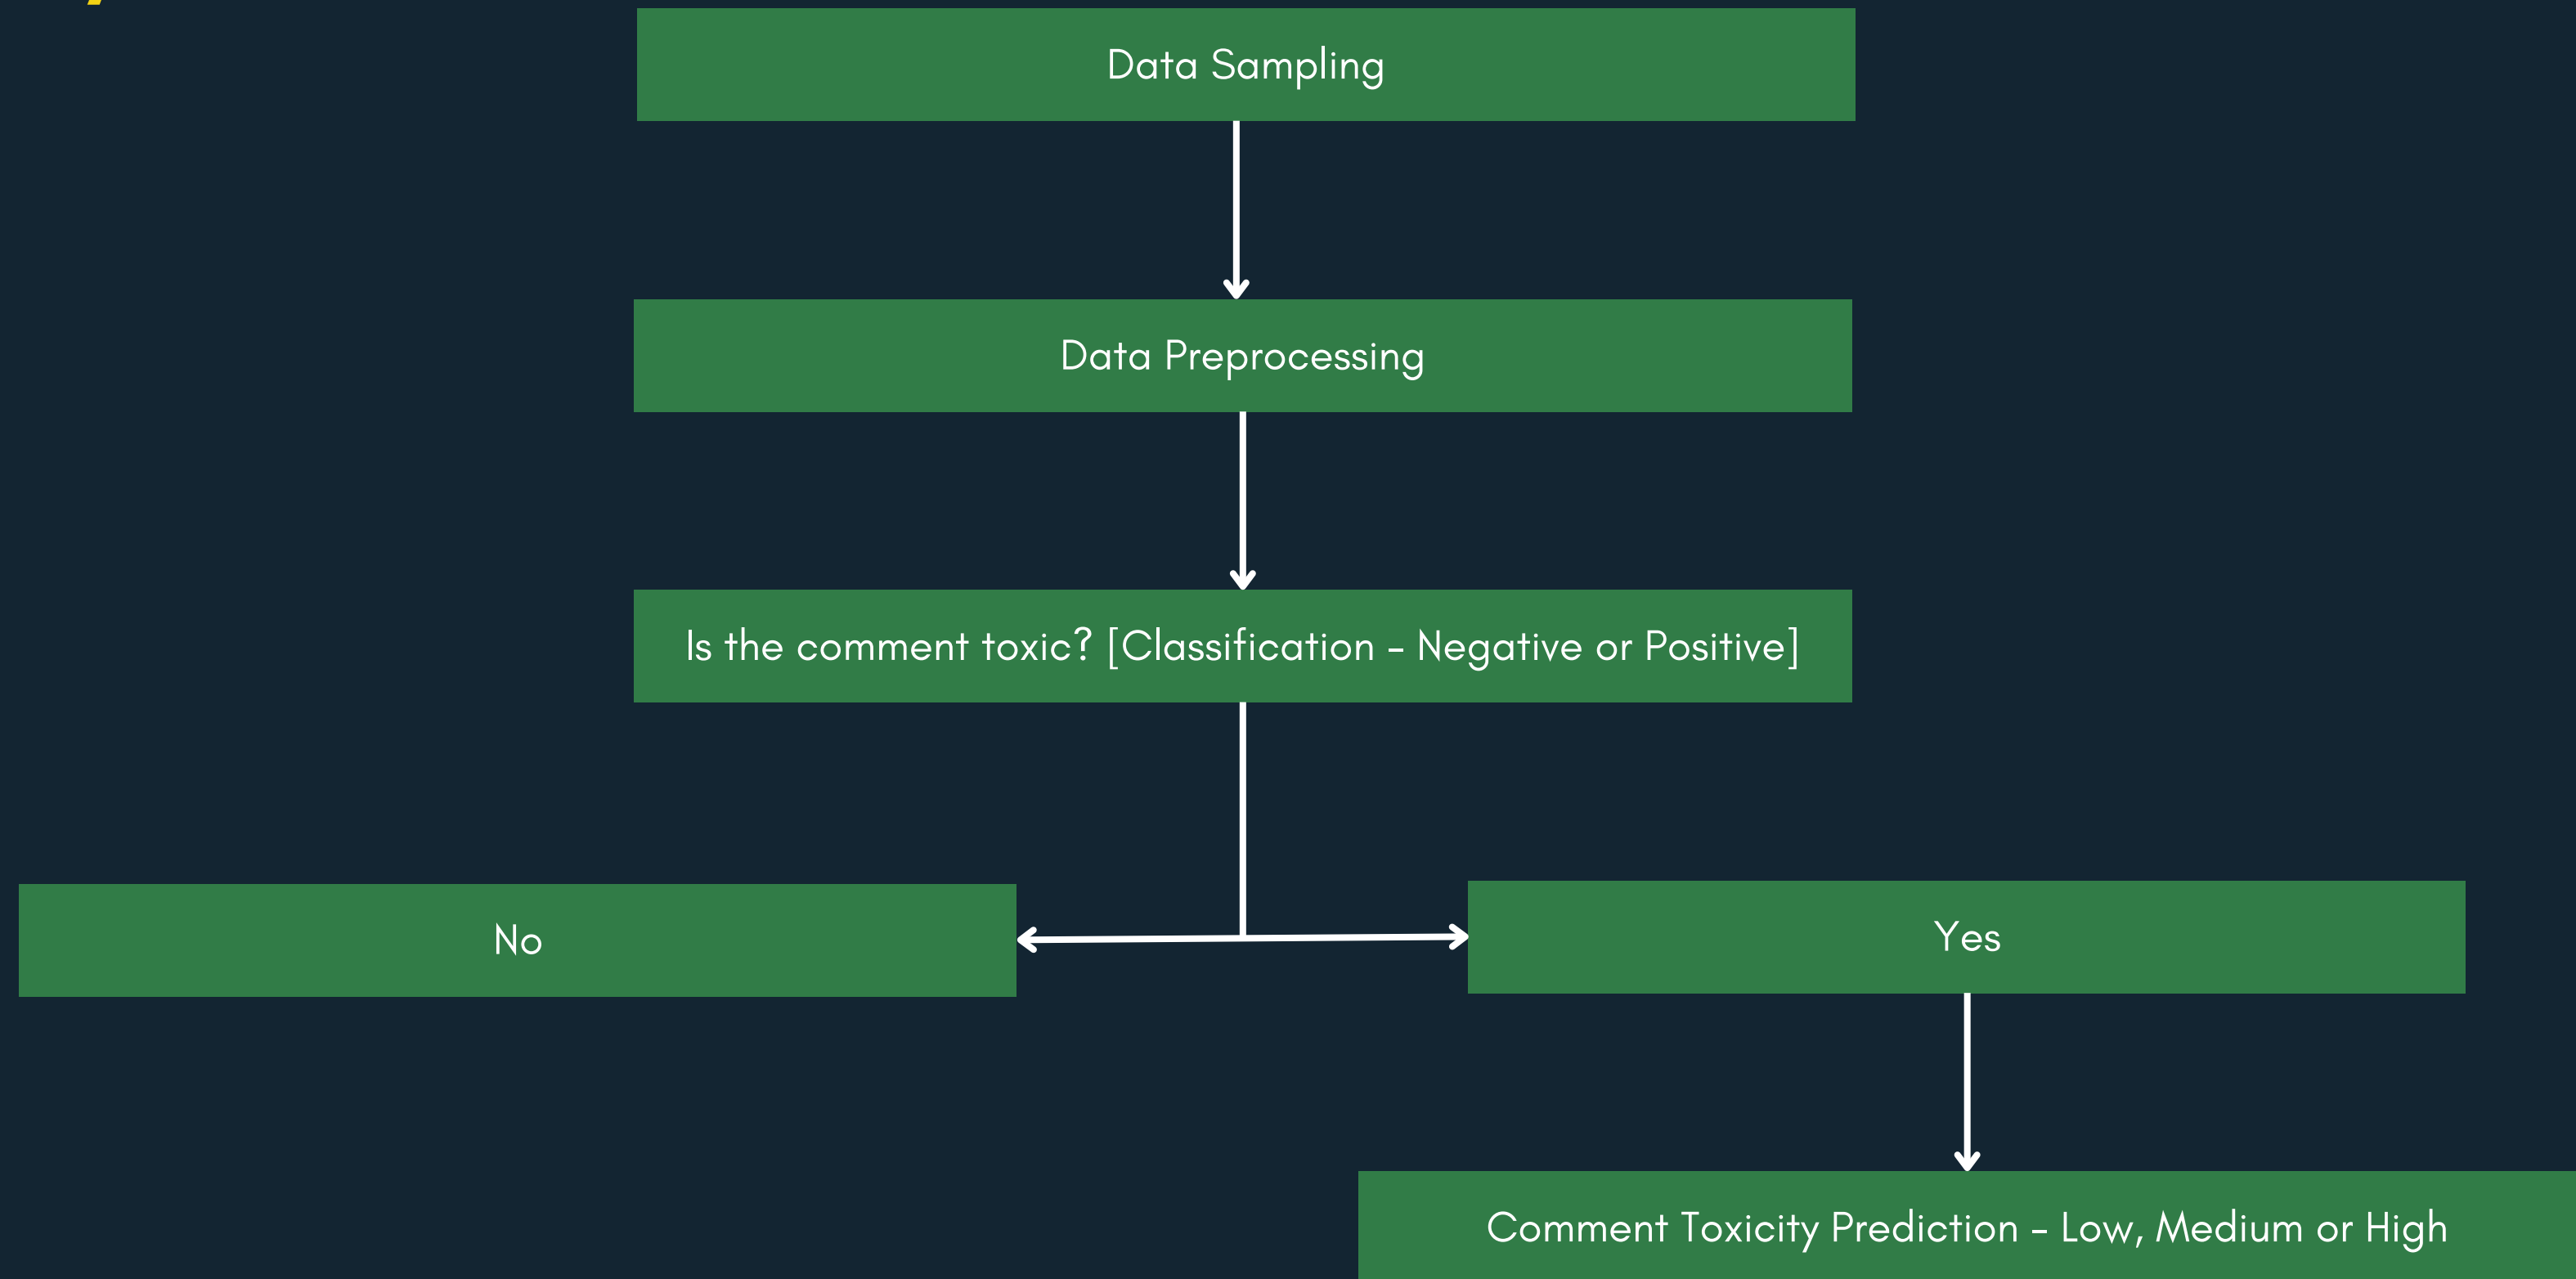 Data Sampling
Data Preprocessing
Is the comment toxic? [Classification - Negative or Positive]
No
Yes
Comment Toxicity Prediction - Low, Medium or High